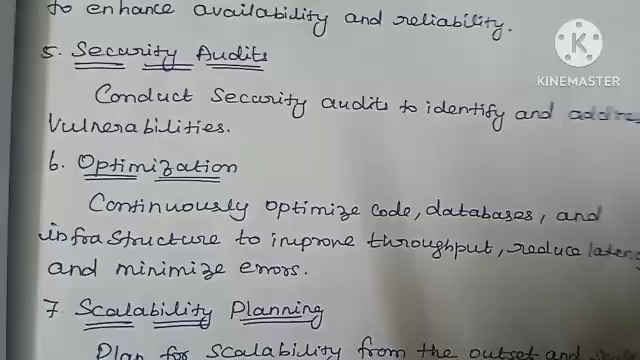 to enhance availability and reliability.
5. Security Audits
Conduct security audits to identify and addre
vulnerabilities.
6. Optimization
Continuously optimize code, databases, and
infrastructure to improve throughput, reduce laten
and minimize errors.
7. Scalability Planning
Plan for scalability from the outset and
K
KINEMASTER